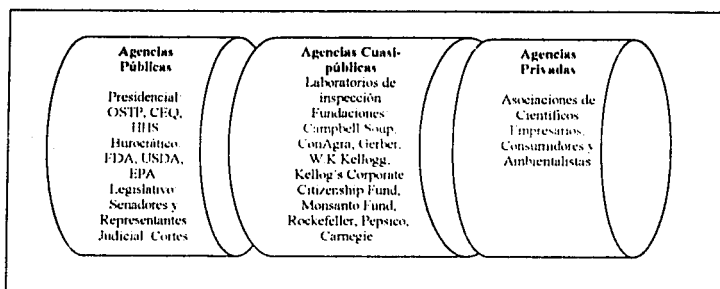 Agencias
Públicas
Presidencial
OSTP, CEQ,
HHS
Burocrático
FDA, USDA,
EPA
Legislativo
Senadores y
Representantes
Judicial Cortes
Agencias Cuasi-
públicas
Laboratorios de
inspección
Fundaciones
Campbell Soup,
ConAgra, Gerber,
W.K Kellogg,
Kellog's Corporate
Citizenship Fund,
Monsanto Fund,
Rockefeller, Pepsico,
Carnegie
Agencias
Privadas
Asociaciones de
Científicos
Empresarios,
Consumidores y
Ambientalistas